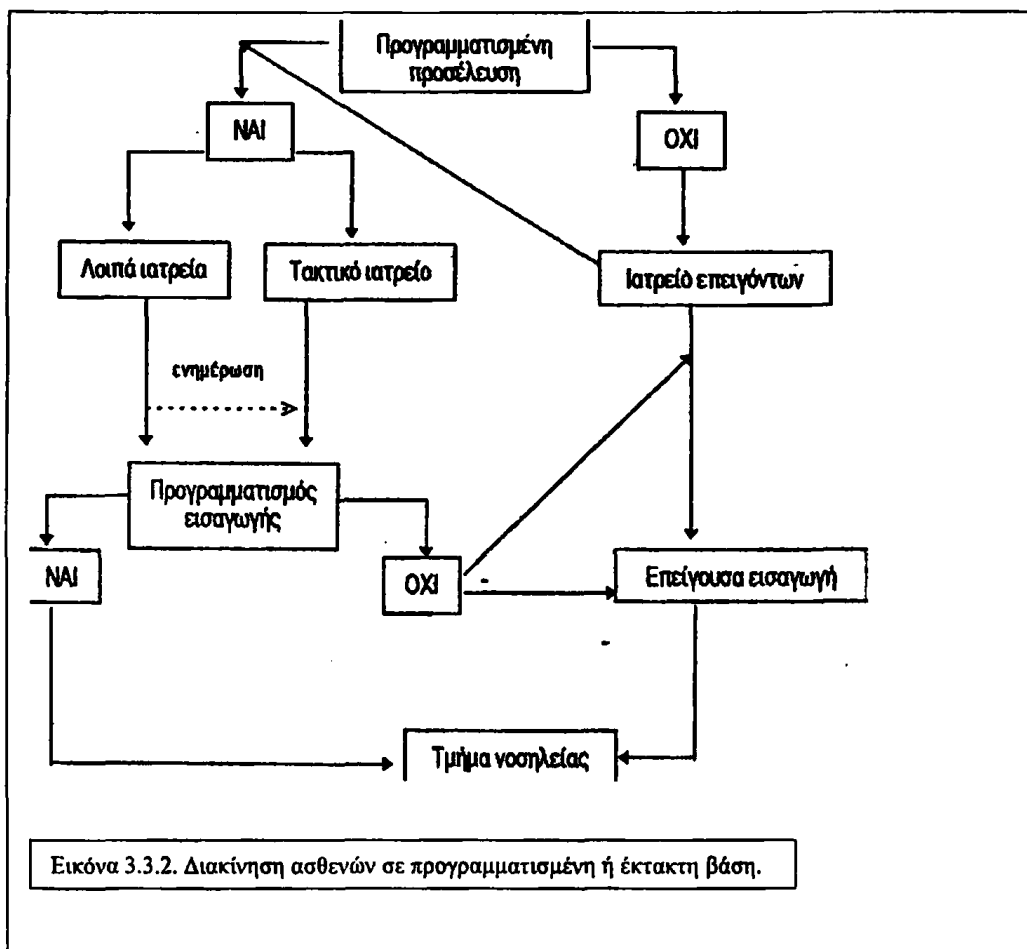 Προγραμματισμένη
προσέλευση
ΝΑΙ
ΟΧΙ
Λοιπά ιατρεία
Τακτικό ιατρείο
Ιατρείο επειγόντων
ενημέρωση
Προγραμματισμός
εισαγωγής
ΝΑΙ
ΟΧΙ
Επείγουσα εισαγωγή
Τμήμα νοσηλείας
Εικόνα 3.3.2. Διακίνηση ασθενών σε προγραμματισμένη ή έκτακτη βάση.